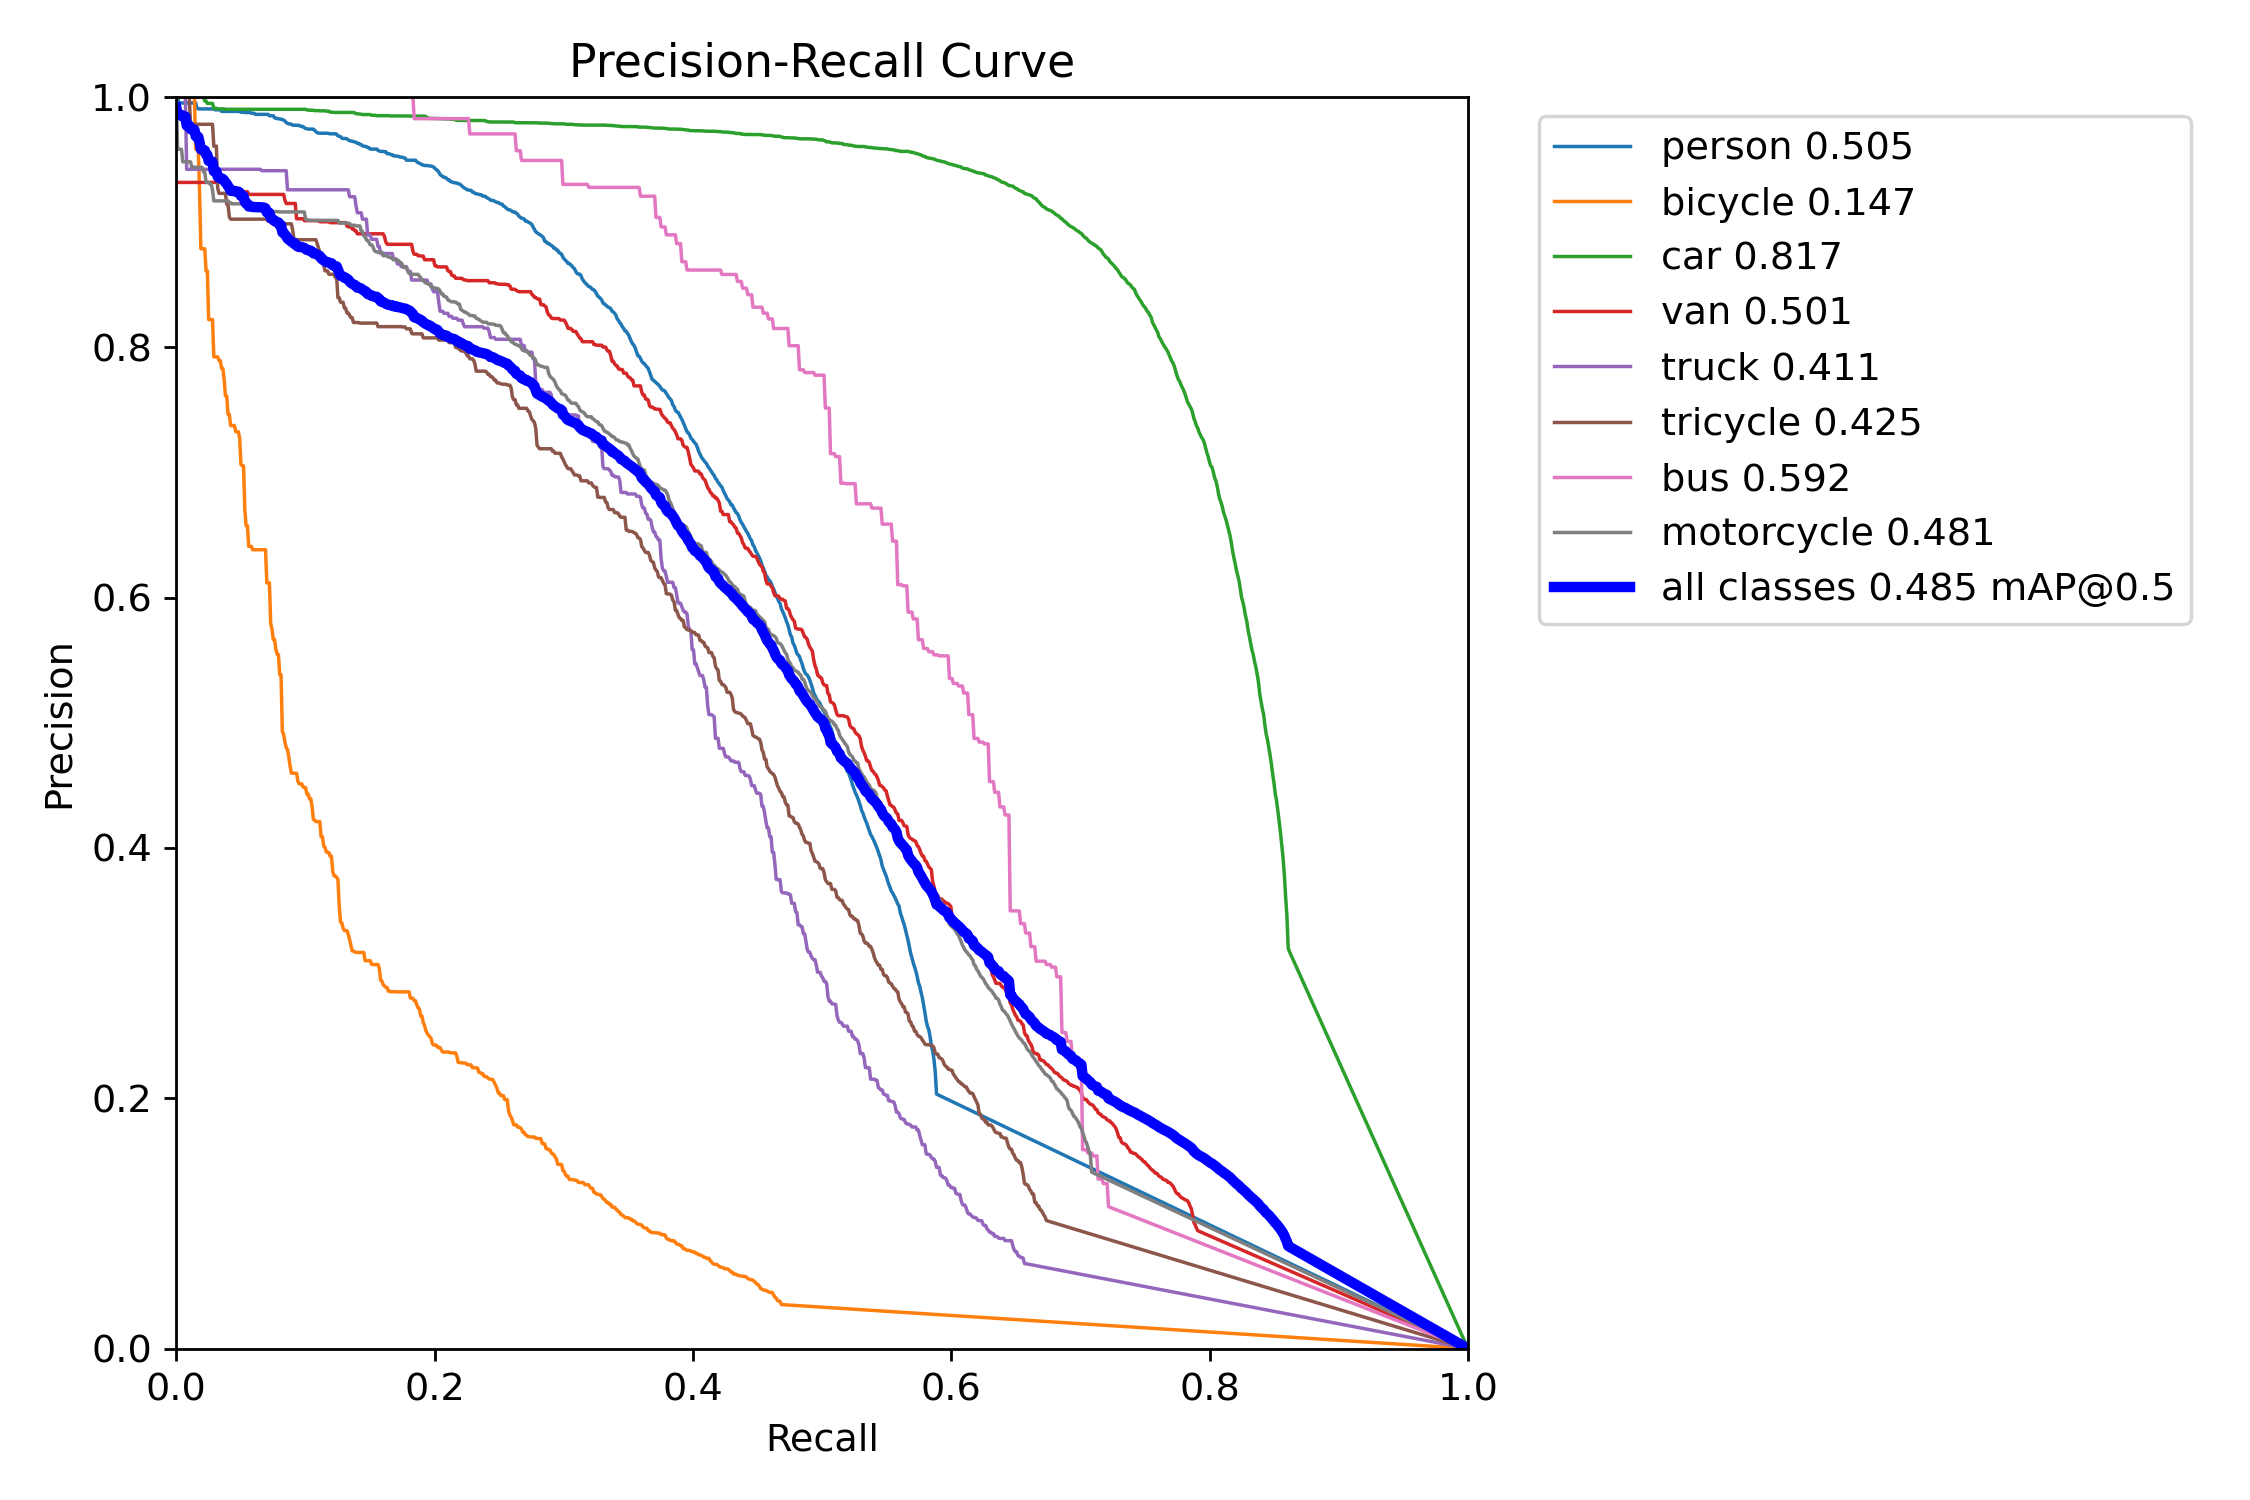 Precision-Recall Curve
1.0
0.8
0.6
0.4
0.2
0.0
Precision
0.0 0.2 0.4 0.6 0.8 1.0
Recall
person 0.505
bicycle 0.147
car 0.817
van 0.501
truck 0.411
tricycle 0.425
bus 0.592
motorcycle 0.481
all classes 0.485 mAP@0.5